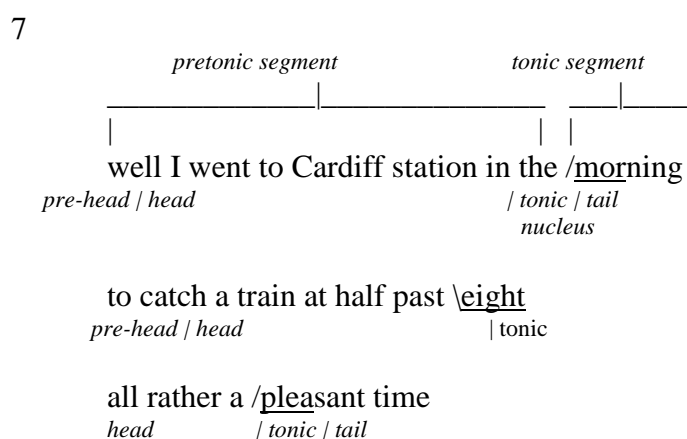 7
pretonic segment tonic segment
well I went to Cardiff station in the /morning
pre-head / head / tonic / tail
nucleus
to catch a train at half past \eight
pre-head / head | tonic
all rather a /pleasant time
head / tonic / tail